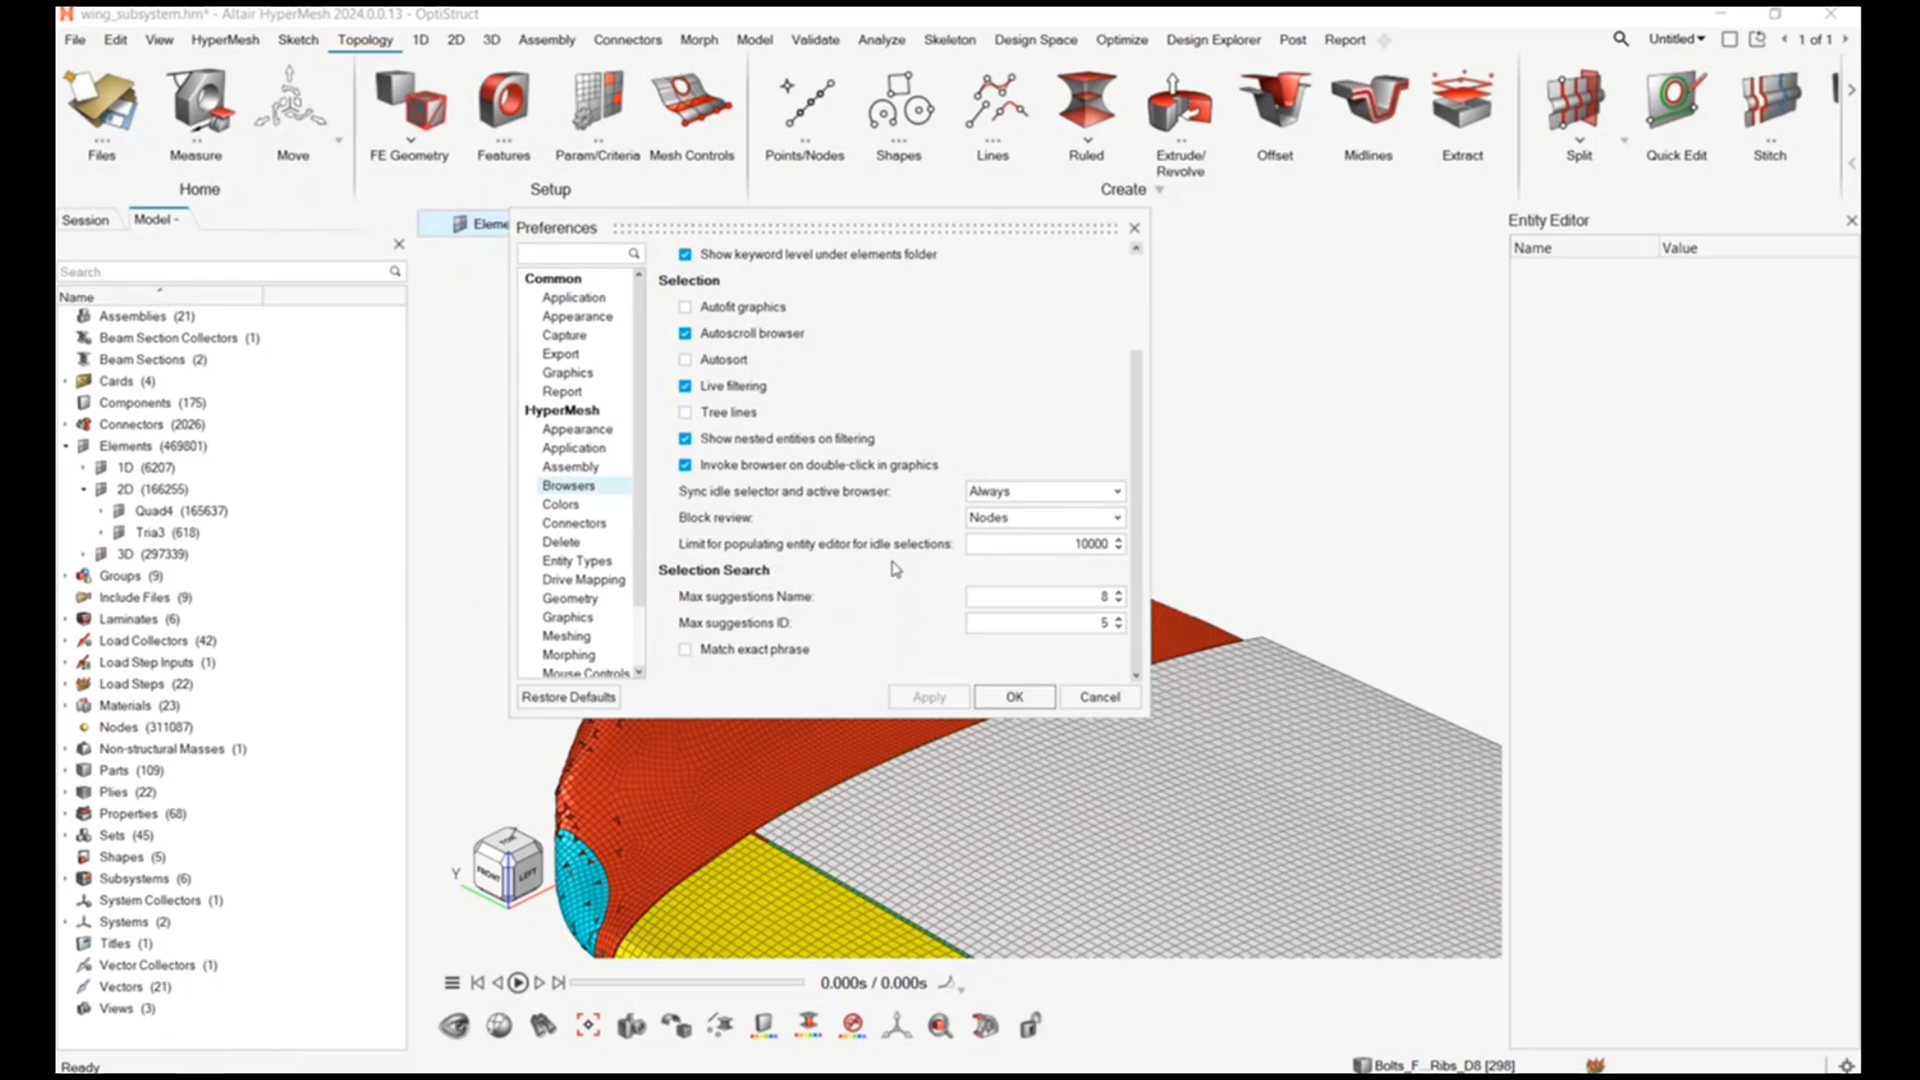 wing_subsystem.hm* - Altair HyperMesh 2024.0.0.13 - OptiStruct
File Edit View HyperMesh Sketch Topology 1D 2D 3D Assembly Connectors Morph Model Validate Analyze Skeleton Design Space Optimize Design Explorer Post Report Untitled 1 of 1
Files Measure Move FE Geometry Features Param/Criteria Mesh Controls Points/Nodes Shapes Lines Ruled Extrude/ Offset Midlines Extract Split Quick Edit Stitch
Revolve
Home Setup Create
Session Model -
Search
Name
Assemblies (21)
Beam Section Collectors (1)
Beam Sections (2)
Cards (4)
Components (175)
Connectors (2026)
Elements (469801)
1D (6207)
2D (166255)
Quad4 (165637)
Tria3 (618)
3D (297339)
Groups (9)
Include Files (9)
Laminates (6)
Load Collectors (42)
Load Step Inputs (1)
Load Steps (22)
Materials (23)
Nodes (311087)
Non-structural Masses (1)
Parts (109)
Plies (22)
Properties (68)
Sets (45)
Shapes (5)
Subsystems (6)
System Collectors (1)
Systems (2)
Titles (1)
Vector Collectors (1)
Vectors (21)
Views (3)
Eleme
Preferences
Common
Application
Appearance
Capture
Export
Graphics
Report
HyperMesh
Appearance
Application
Assembly
Browsers
Colors
Connectors
Delete
Entity Types
Drive Mapping
Geometry
Graphics
Meshing
Morphing
Mouse Controls
Show keyword level under elements folder
Selection
Autofit graphics
Autoscroll browser
Autosort
Live filtering
Tree lines
Show nested entities on filtering
Invoke browser on double-click in graphics
Sync idle selector and active browser: Always
Block review: Nodes
Limit for populating entity editor for idle selections: 10000
Selection Search
Max suggestions Name: 8
Max suggestions ID: 5
Match exact phrase
Restore Defaults Apply OK Cancel
Entity Editor
Name Value
TOP
FRONT LEFT
Y
0.000s / 0.000s
Ready
Bolts_F...Ribs_D8 [298]